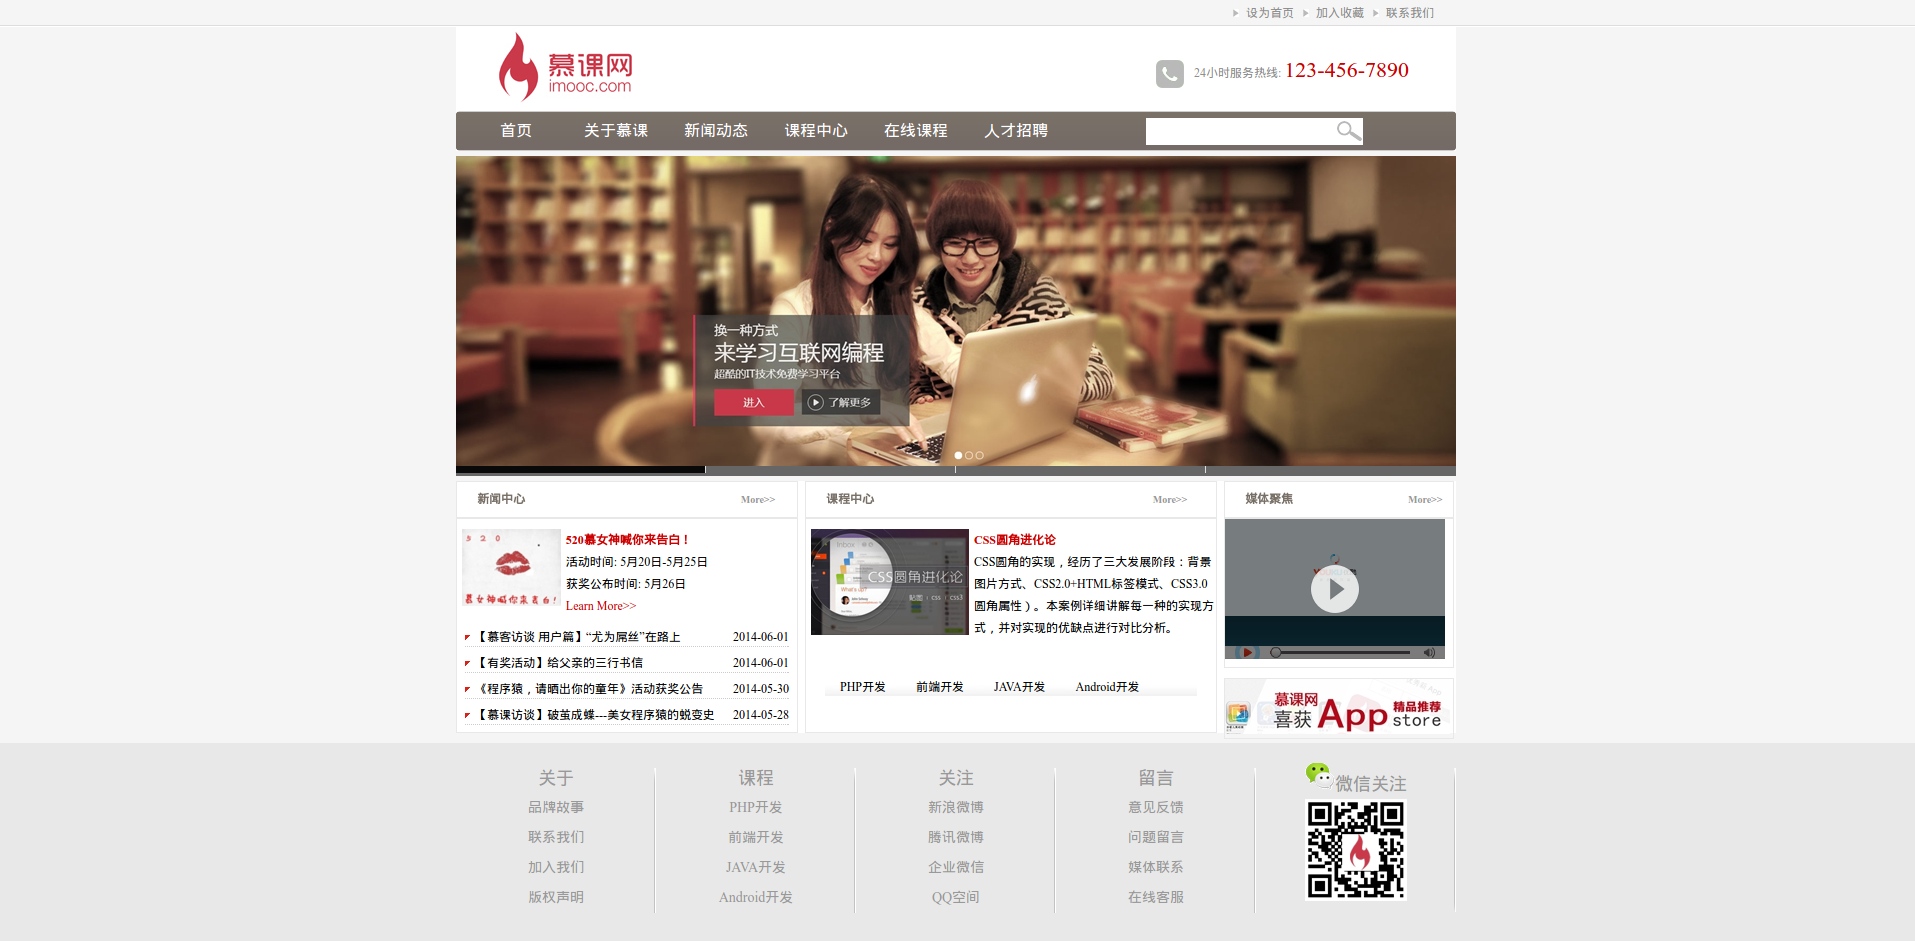 设为首页 加入收藏 联系我们
慕课网
imooc.com
24小时服务热线: 123-456-7890
首页 关于慕课 新闻动态 课程中心 在线课程 人才招聘
换一种方式
来学习互联网编程
超酷的IT技术免费学习平台
进入 了解更多
新闻中心 More>>
520
慕女神喊你来告白!
520慕女神喊你来告白！
活动时间: 5月20日-5月25日
获奖公布时间: 5月26日
Learn More>>
【慕客访谈 用户篇】“尤为屌丝”在路上 2014-06-01
【有奖活动】给父亲的三行书信 2014-06-01
《程序猿，请晒出你的童年》活动获奖公告 2014-05-30
【慕课访谈】破茧成蝶---美女程序猿的蜕变史 2014-05-28
课程中心 More>>
Inbox
What's up?
CSS圆角进化论
贴图 | css | css3
CSS圆角进化论
CSS圆角的实现，经历了三大发展阶段：背景
图片方式、CSS2.0+HTML标签模式、CSS3.0
圆角属性）。本案例详细讲解每一种的实现方
式，并对实现的优缺点进行对比分析。
PHP开发 前端开发 JAVA开发 Android开发
媒体聚焦 More>>
慕课网
喜获 App 精品推荐
store
关于
品牌故事
联系我们
加入我们
版权声明
课程
PHP开发
前端开发
JAVA开发
Android开发
关注
新浪微博
腾讯微博
企业微信
QQ空间
留言
意见反馈
问题留言
媒体联系
在线客服
微信关注